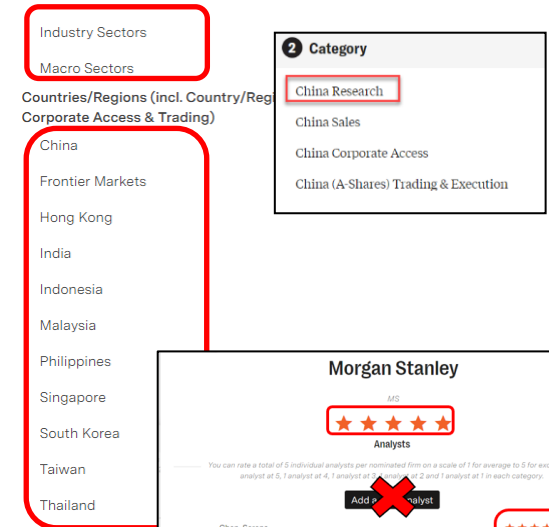 Industry Sectors
Macro Sectors
Countries/Regions (incl. Country/Regi
Corporate Access & Trading)
China
Frontier Markets
Hong Kong
India
Indonesia
Malaysia
Philippines
Singapore
South Korea
Taiwan
Thailand
2 Category
China Research
China Sales
China Corporate Access
China (A-Shares) Trading & Execution
Morgan Stanley
MS
Analysts
You can rate a total of 5 individual analysts per nominated firm on a scale of 1 for average to 5 for exc
analyst at 5, 1 analyst at 4, 1 analyst at 3, 1 analyst at 2 and 1 analyst at 1 in each category.
Add a nalyst